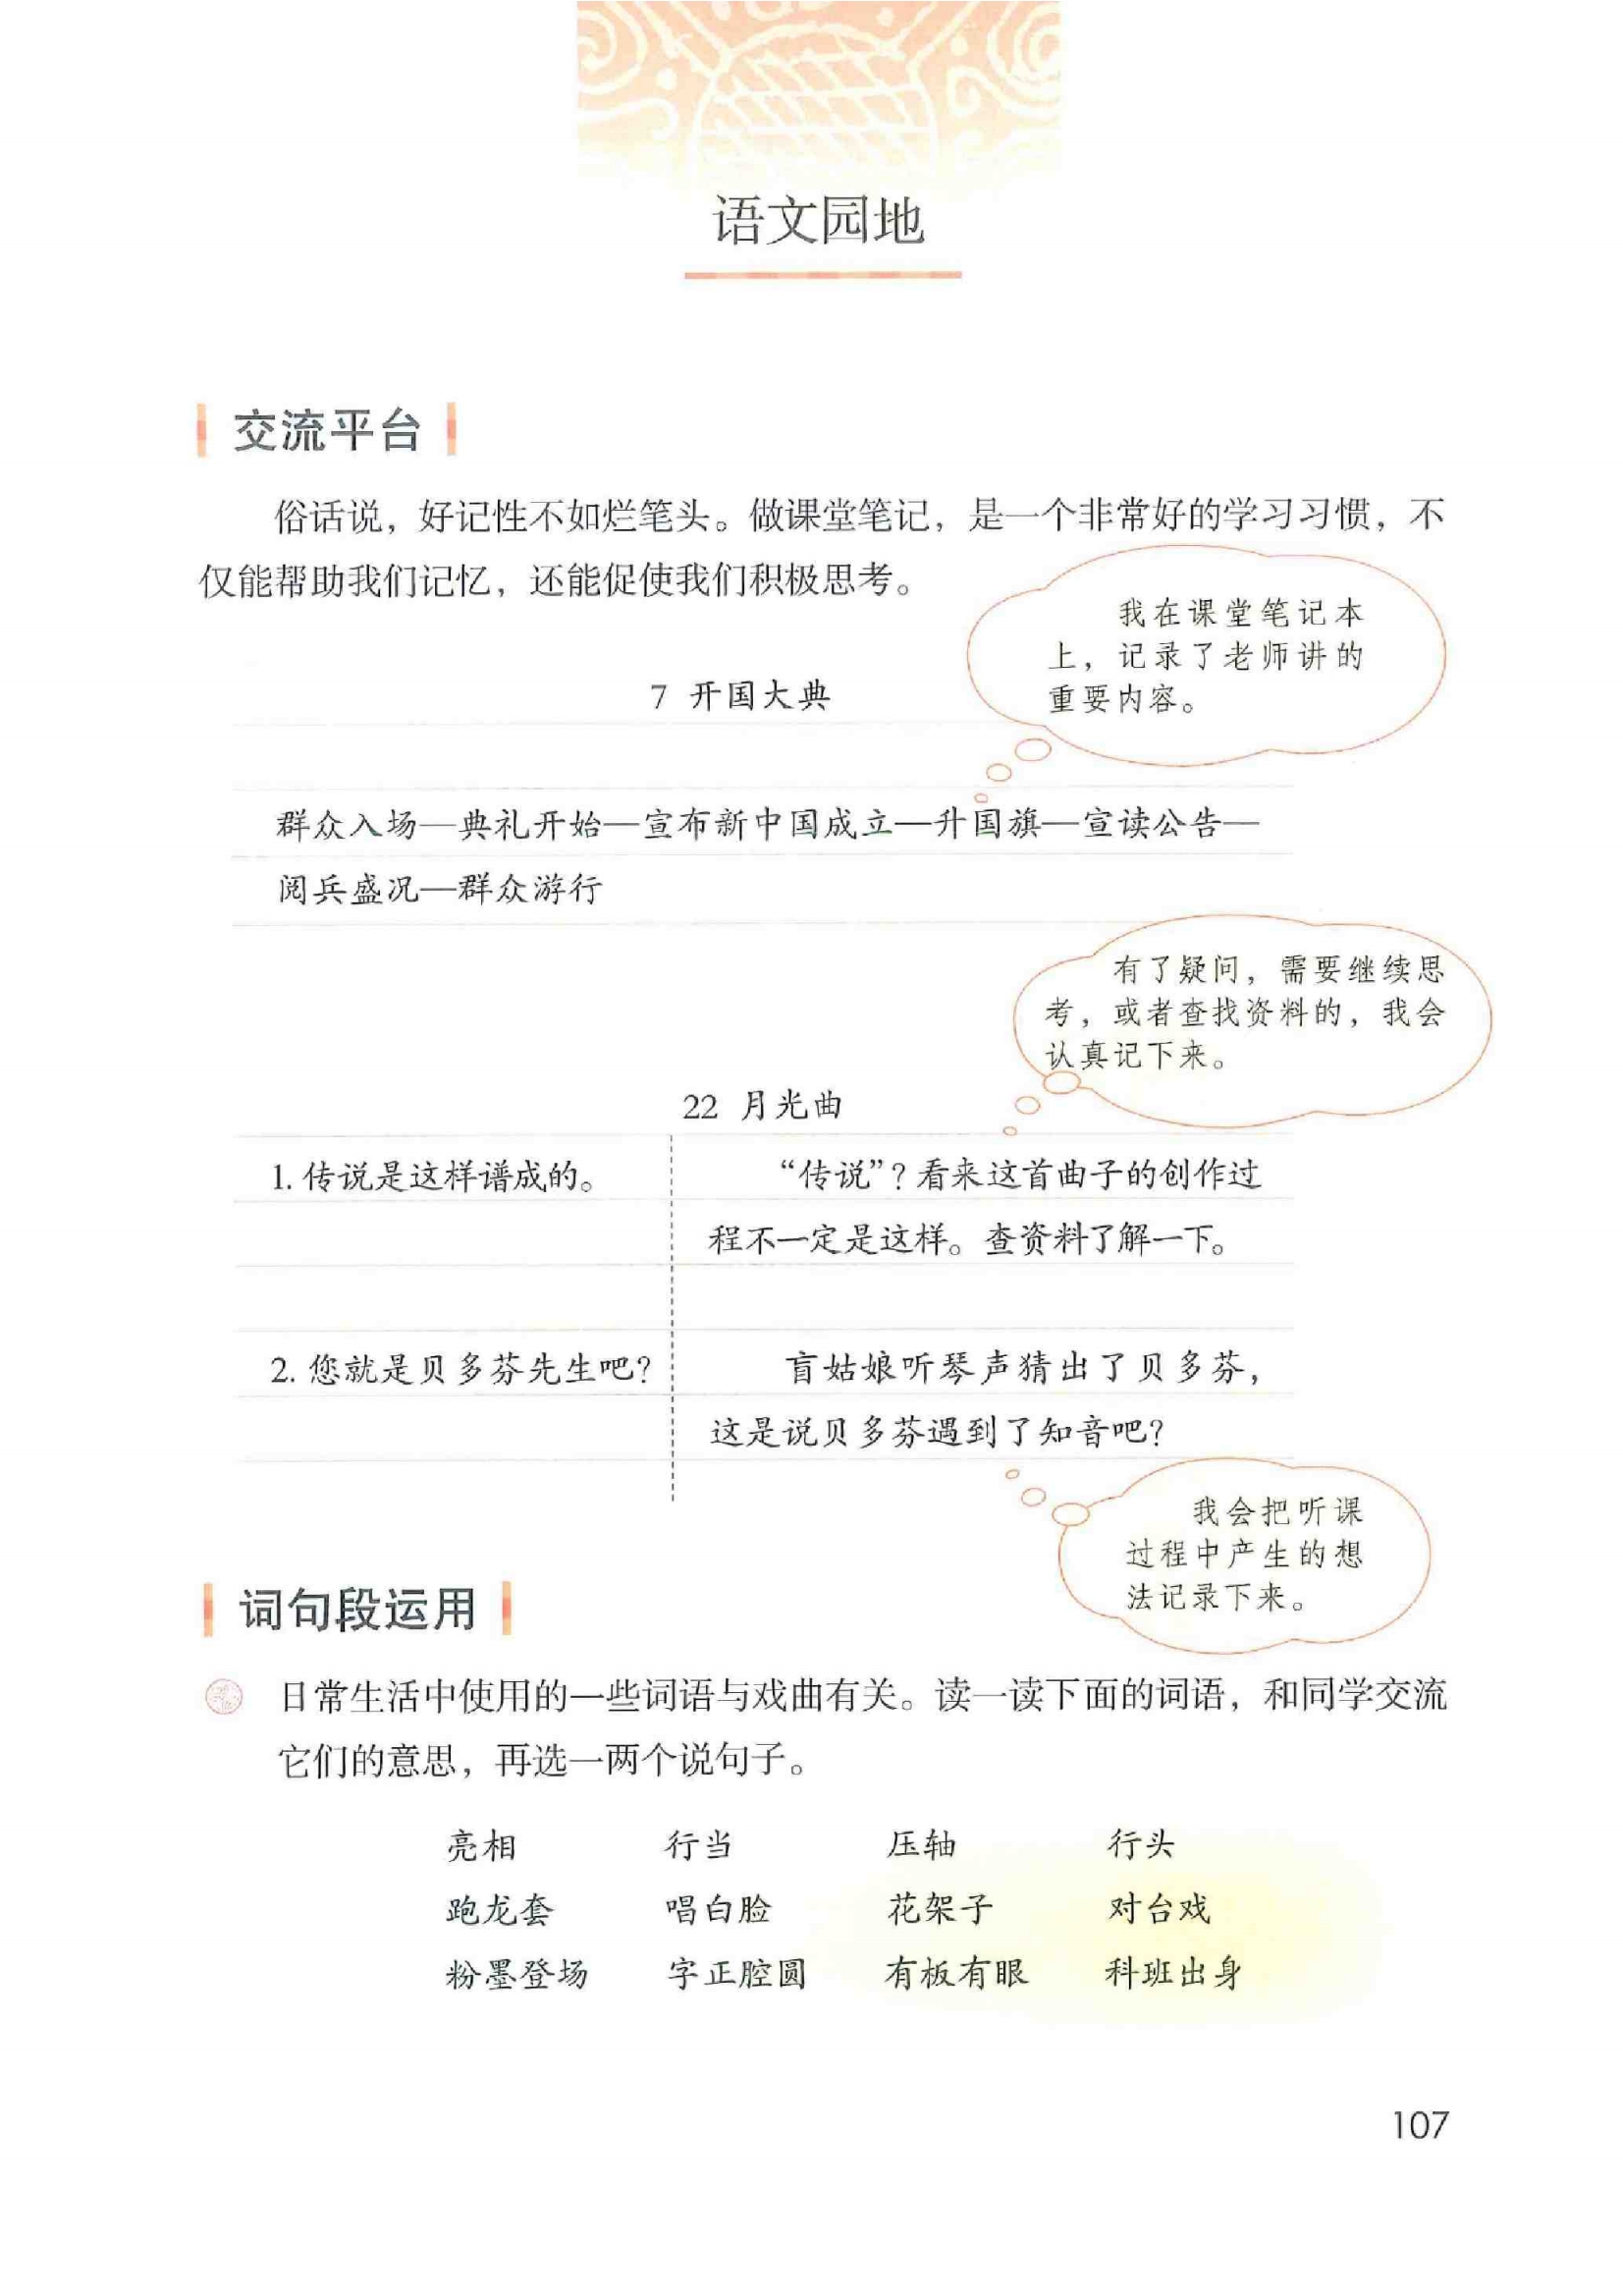 语文园地
交流平台
俗话说，好记性不如烂笔头。做课堂笔记，是一个非常好的学习习惯，不
仅能帮助我们记忆，还能促使我们积极思考。
我在课堂笔记本
上，记录了老师讲的
重要内容。
7 开国大典
群众入场—典礼开始—宣布新中国成立—升国旗—宣读公告—
阅兵盛况—群众游行
有了疑问，需要继续思
考，或者查找资料的，我会
认真记下来。
22 月光曲
1. 传说是这样谱成的。
“传说”？看来这首曲子的创作过
程不一定是这样。查资料了解一下。
2. 您就是贝多芬先生吧？
盲姑娘听琴声猜出了贝多芬，
这是说贝多芬遇到了知音吧？
我会把听课
过程中产生的想
法记录下来。
词句段运用
日常生活中使用的一些词语与戏曲有关。读一读下面的词语，和同学交流
它们的意思，再选一两个说句子。
亮相 行当 压轴 行头
跑龙套 唱白脸 花架子 对台戏
粉墨登场 字正腔圆 有板有眼 科班出身
107